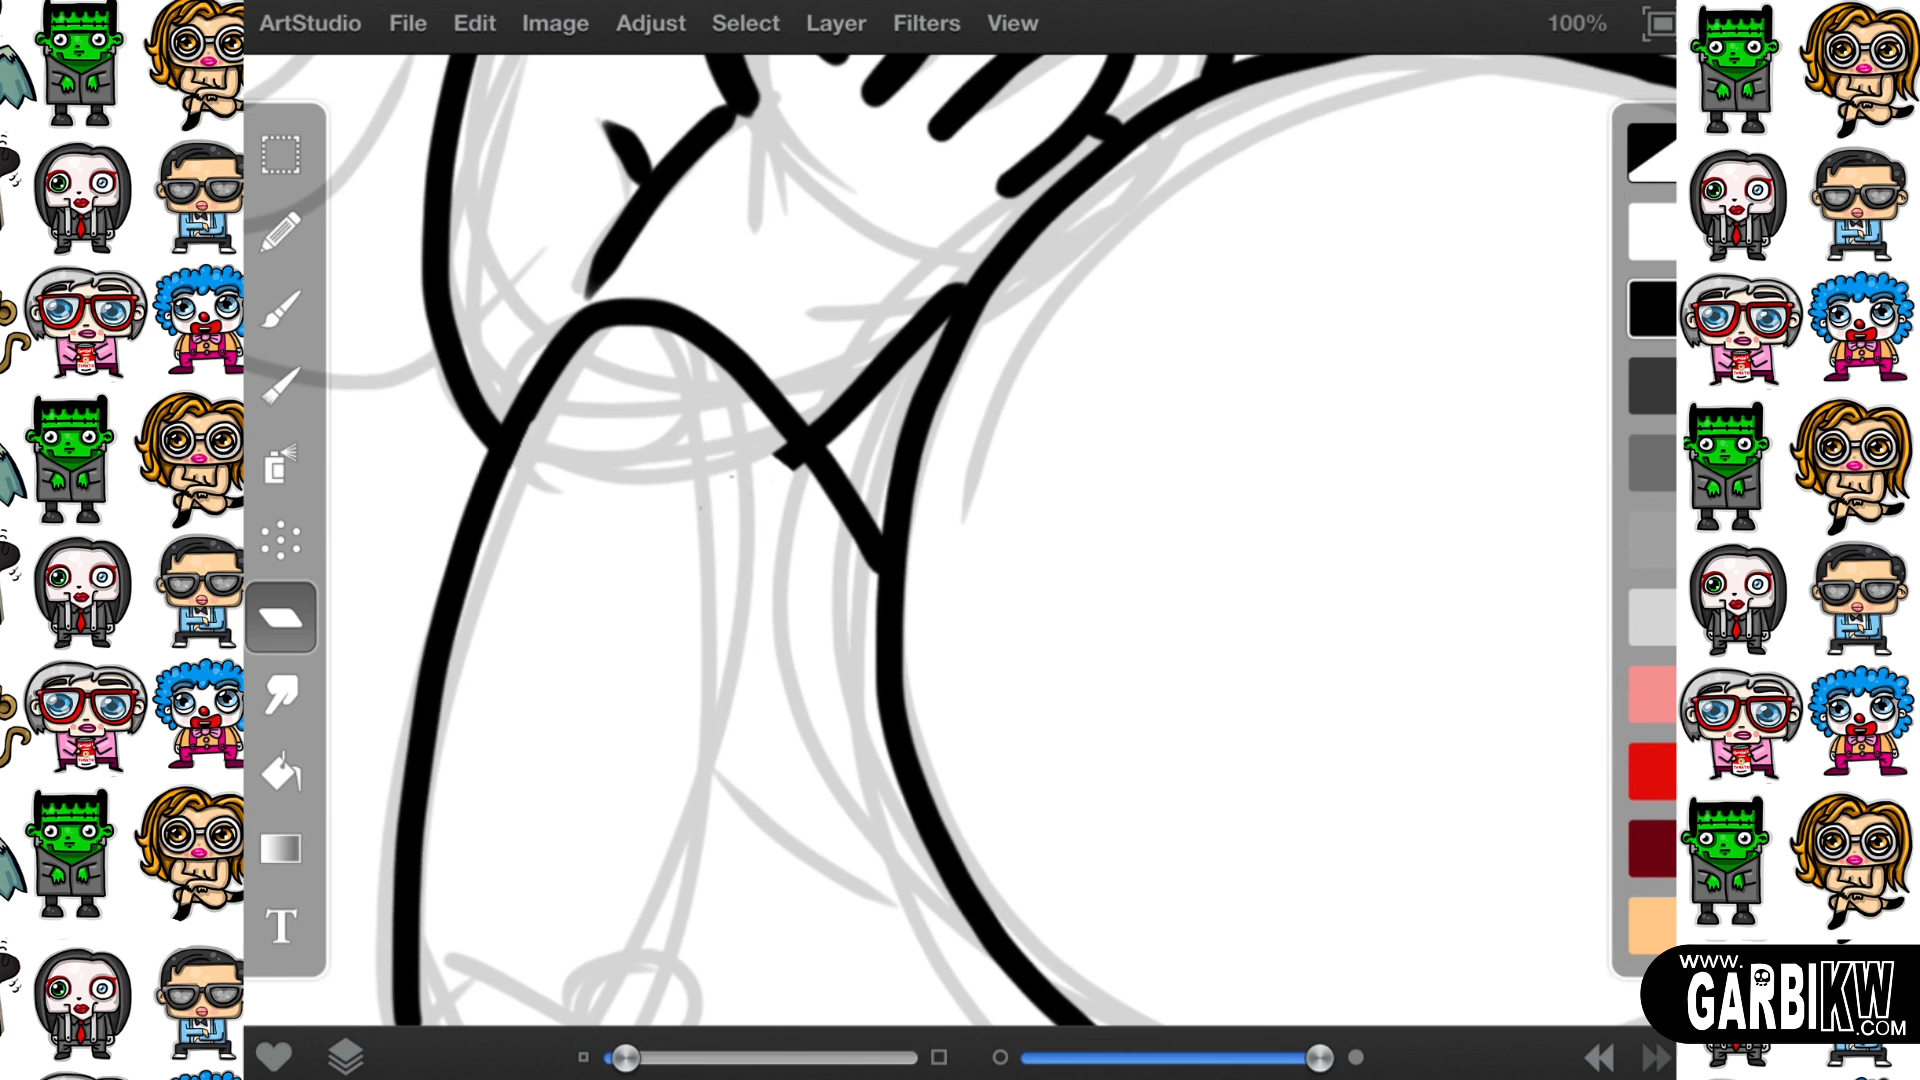 ArtStudio File Edit Image Adjust Select Layer Filters View 100%
T
WWW.
GARBIKW
.COM